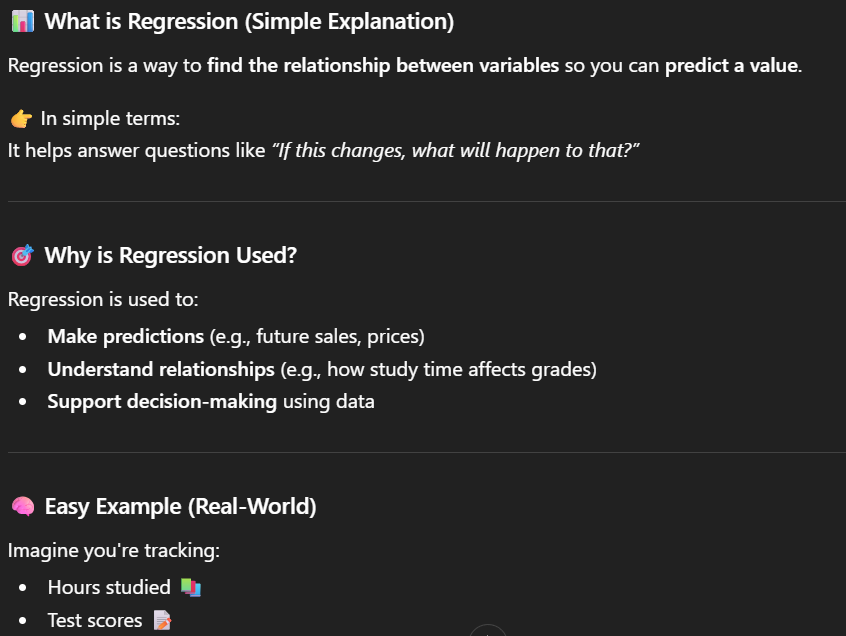 📊 What is Regression (Simple Explanation)
Regression is a way to find the relationship between variables so you can predict a value.
👉 In simple terms:
It helps answer questions like “If this changes, what will happen to that?”
🎯 Why is Regression Used?
Regression is used to:
• Make predictions (e.g., future sales, prices)
• Understand relationships (e.g., how study time affects grades)
• Support decision-making using data
🧠 Easy Example (Real-World)
Imagine you're tracking:
• Hours studied 📚
• Test scores 📝